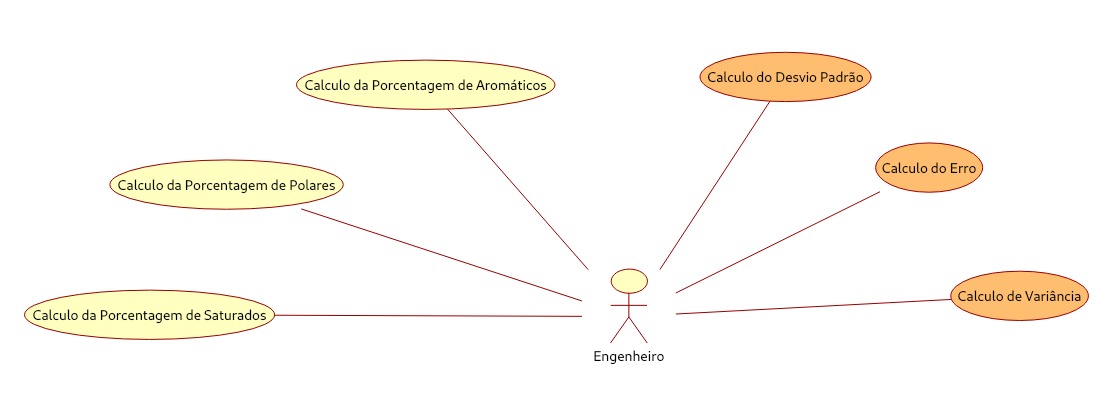 Calculo do Desvio Padrão
Calculo da Porcentagem de Aromáticos
Calculo do Erro
Calculo da Porcentagem de Polares
Calculo de Variância
Calculo da Porcentagem de Saturados
Engenheiro